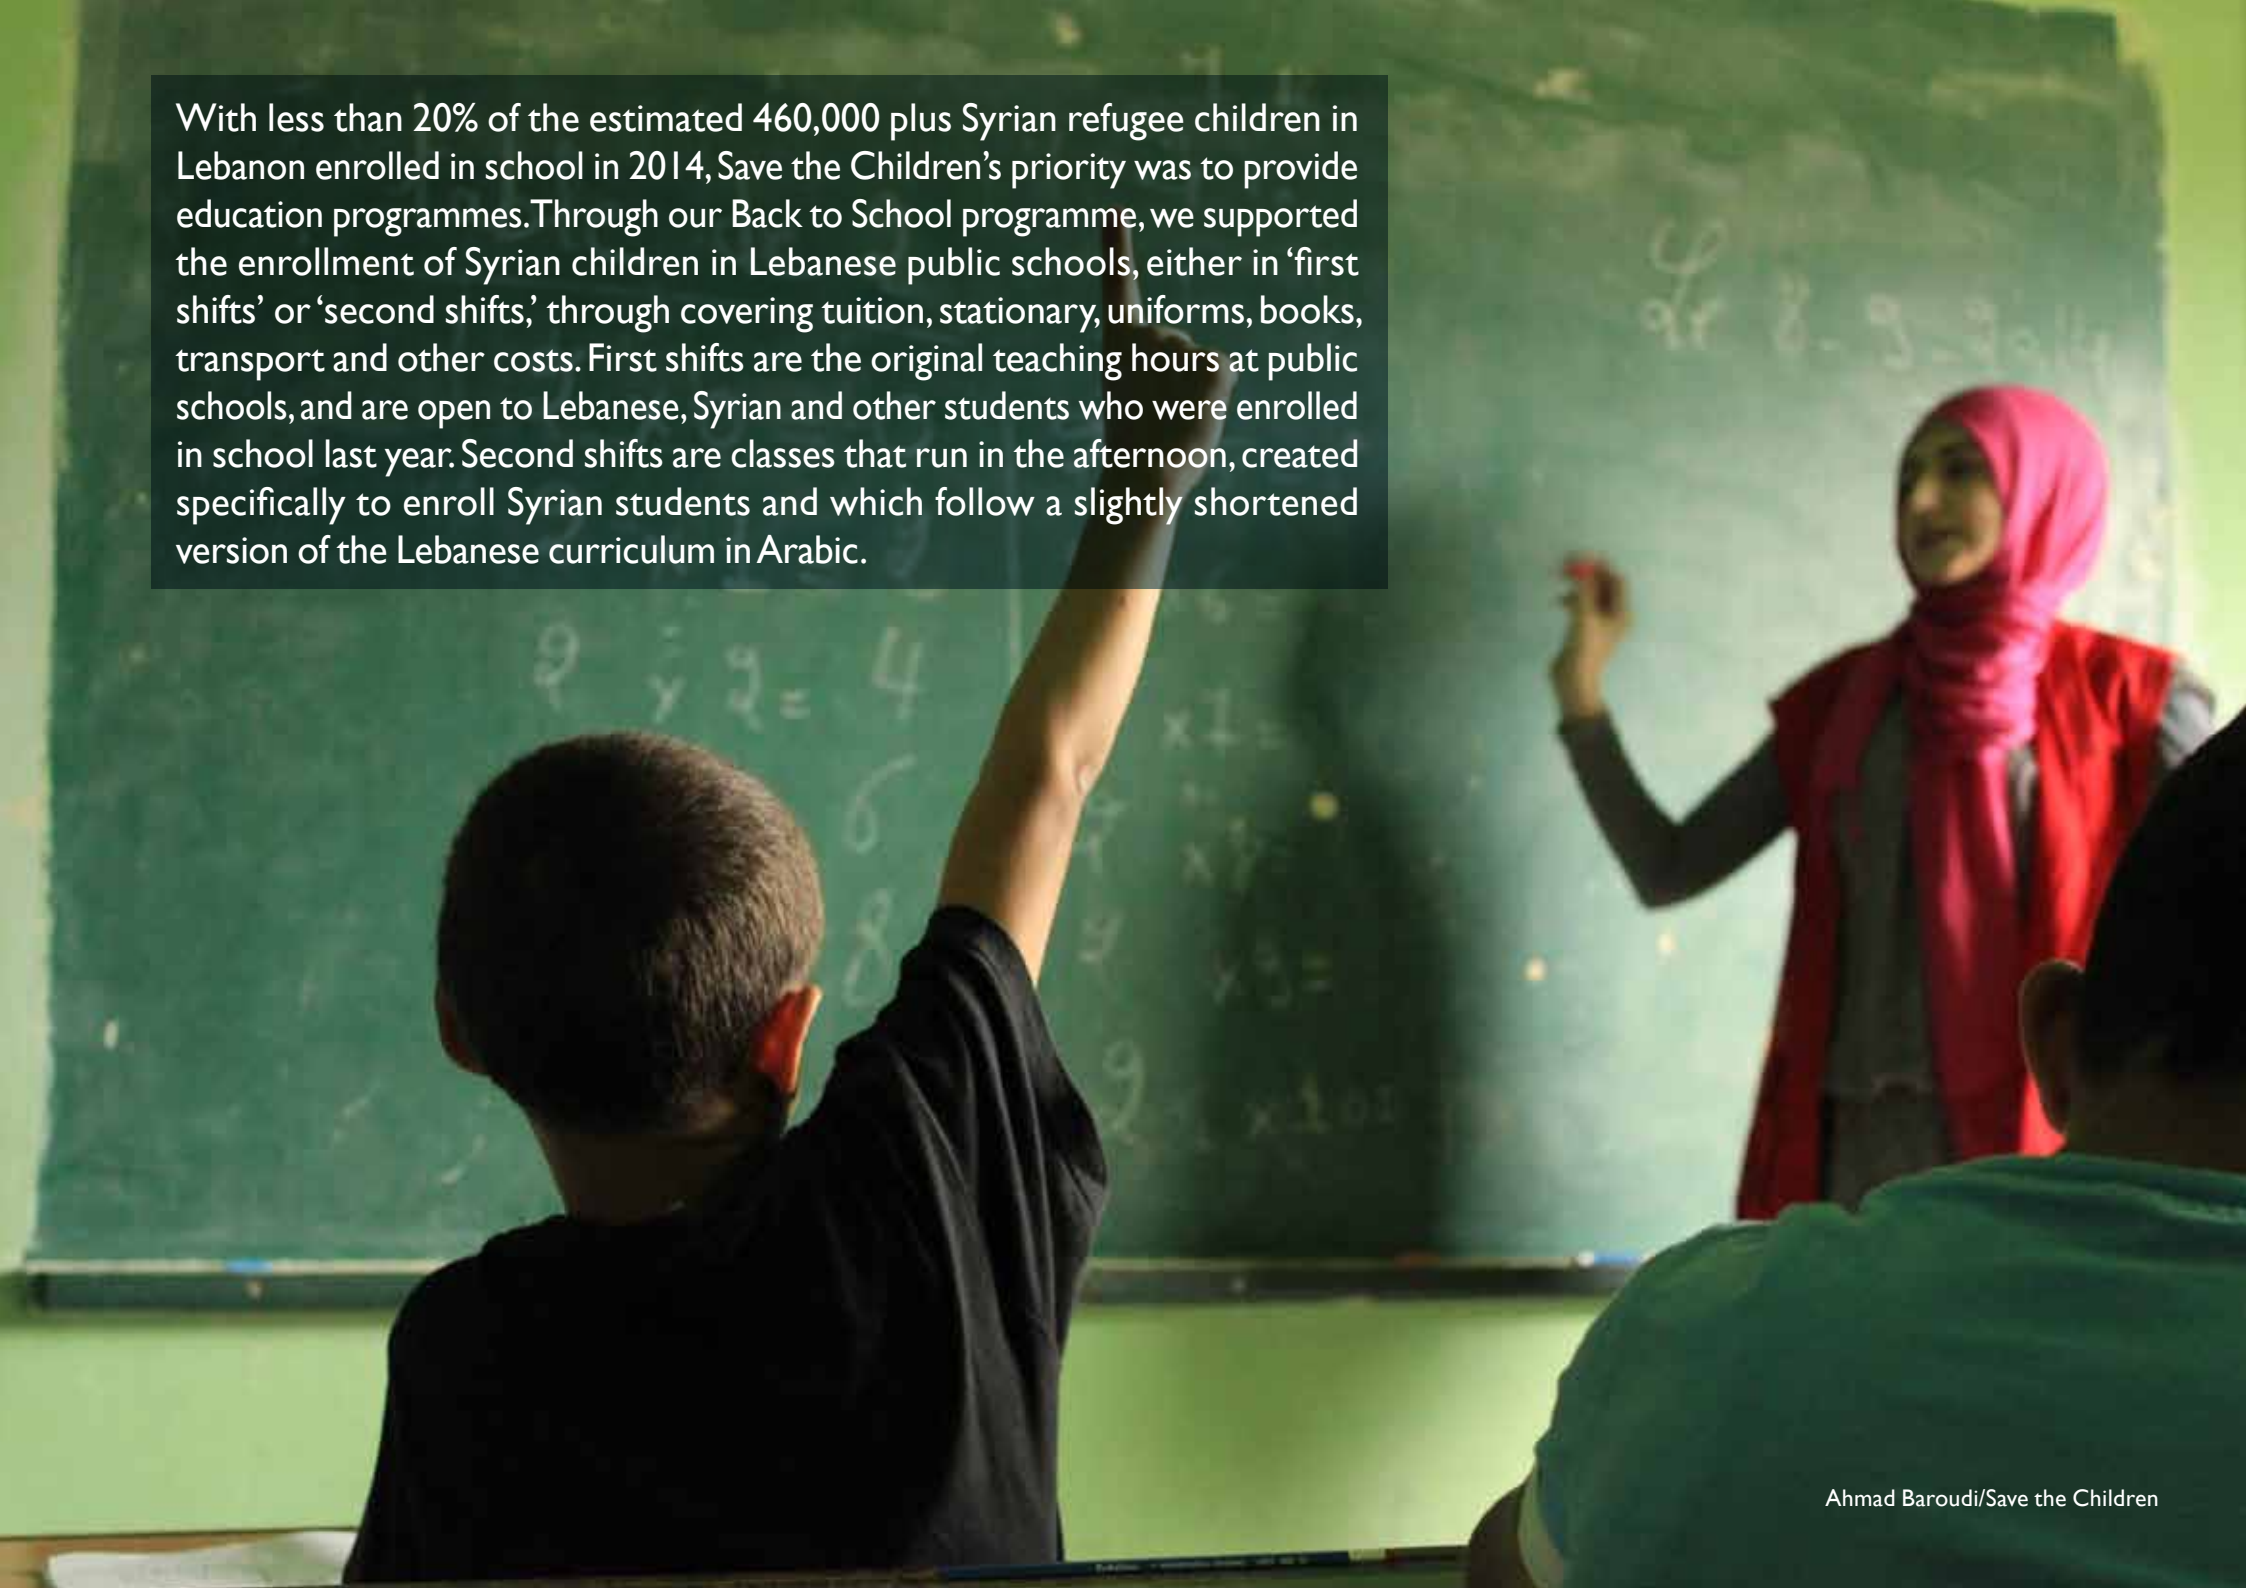 With less than 20% of the estimated 460,000 plus Syrian refugee children in
Lebanon enrolled in school in 2014, Save the Children’s priority was to provide
education programmes. Through our Back to School programme, we supported
the enrollment of Syrian children in Lebanese public schools, either in ‘first
shifts’ or ‘second shifts,’ through covering tuition, stationary, uniforms, books,
transport and other costs. First shifts are the original teaching hours at public
schools, and are open to Lebanese, Syrian and other students who were enrolled
in school last year. Second shifts are classes that run in the afternoon, created
specifically to enroll Syrian students and which follow a slightly shortened
version of the Lebanese curriculum in Arabic.
4
6
8
x1=
9
Ahmad Baroudi/Save the Children